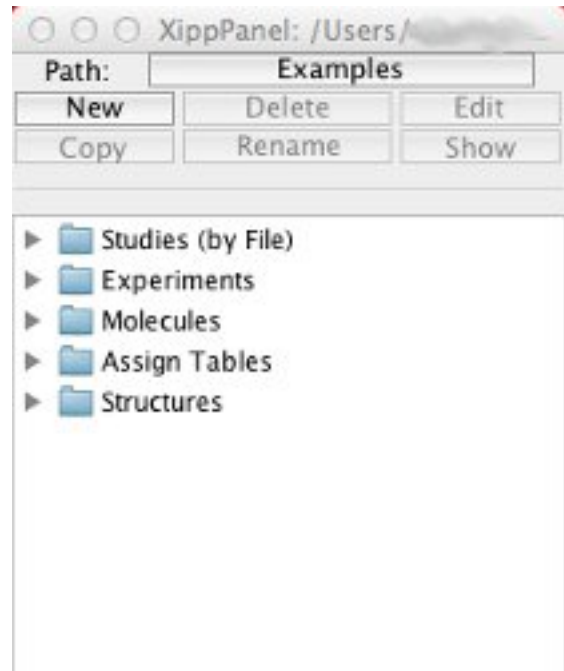 XippPanel: /Users/
Path: Examples
New Delete Edit
Copy Rename Show
Studies (by File)
Experiments
Molecules
Assign Tables
Structures